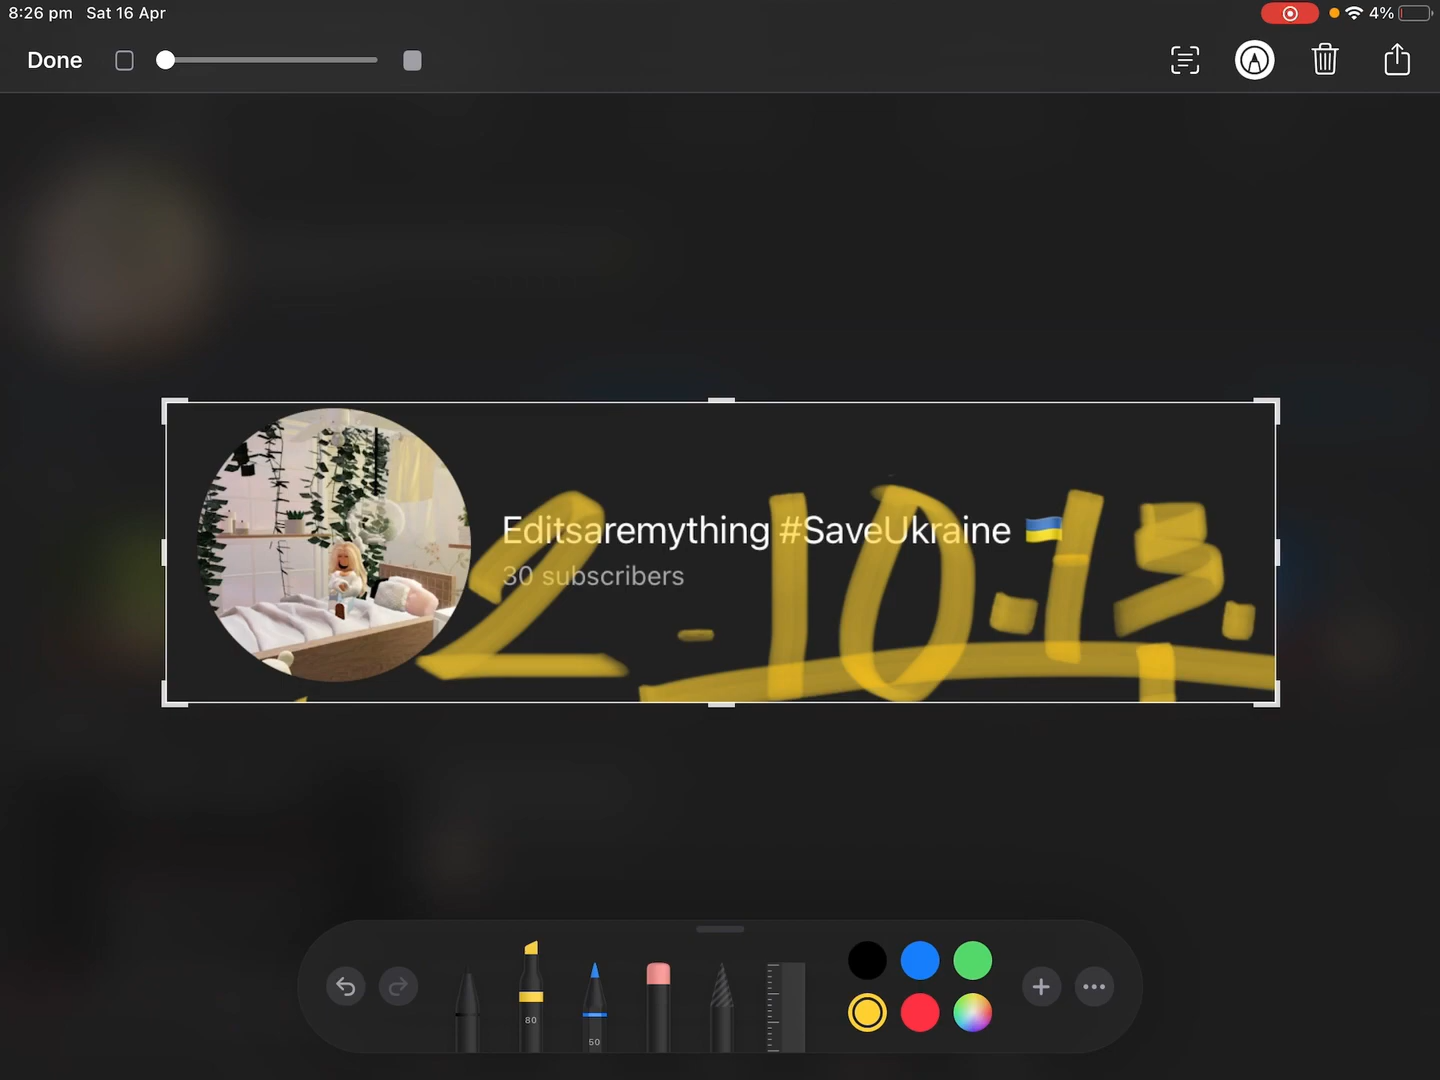 8:26 pm Sat 16 Apr 4%
Done
Editsaremything #SaveUkraine 🇺🇦
30 subscribers
2-10.13.
80
50